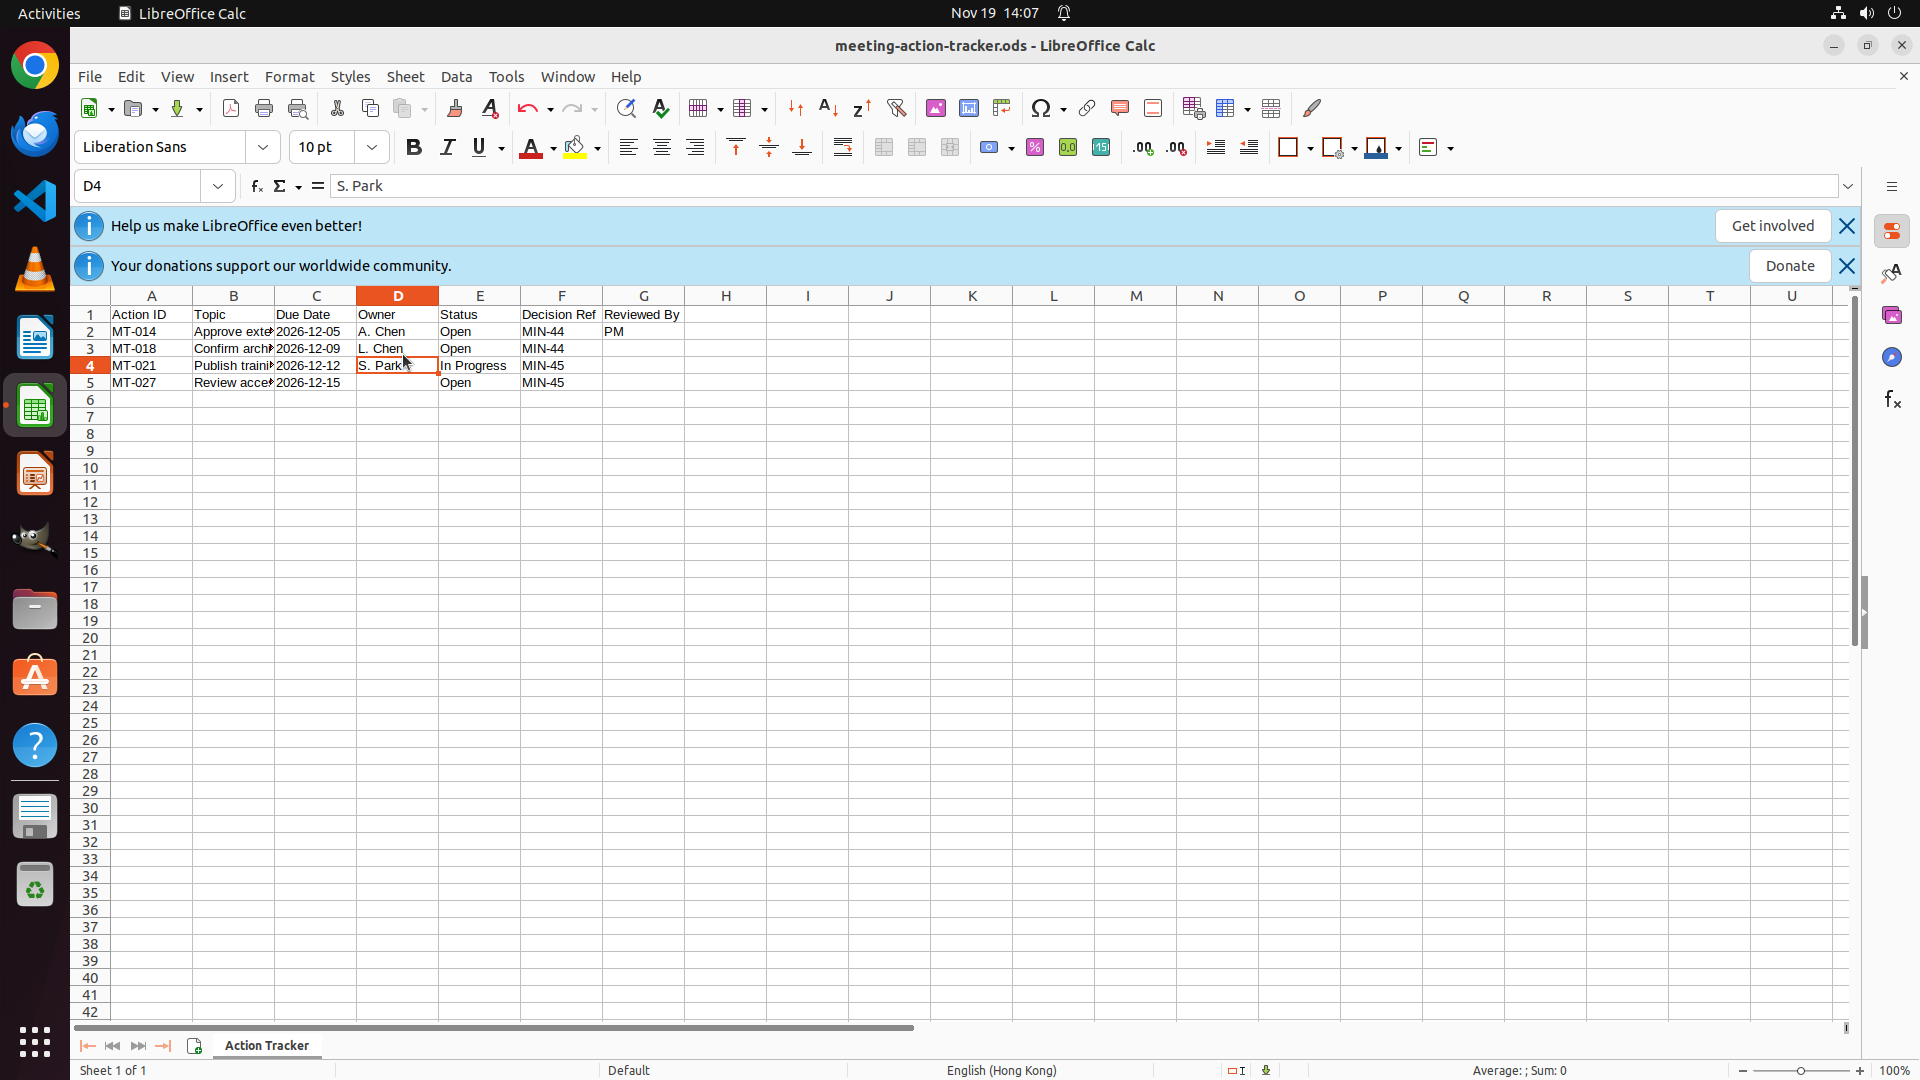 Activities
LibreOffice Calc
Nov 19 14:07
meeting-action-tracker.ods - LibreOffice Calc
File Edit View Insert Format Styles Sheet Data Tools Window Help
Liberation Sans
10 pt
D4
S. Park
Help us make LibreOffice even better!
Get involved
Your donations support our worldwide community.
Donate
A B C D E F G H I J K L M N O P Q R S T U
1 Action ID Topic Due Date Owner Status Decision Ref Reviewed By
2 MT-014 Approve exte 2026-12-05 A. Chen Open MIN-44 PM
3 MT-018 Confirm archi 2026-12-09 L. Chen Open MIN-44
4 MT-021 Publish traini 2026-12-12 S. Park In Progress MIN-45
5 MT-027 Review acce 2026-12-15 Open MIN-45
6
7
8
9
10
11
12
13
14
15
16
17
18
19
20
21
22
23
24
25
26
27
28
29
30
31
32
33
34
35
36
37
38
39
40
41
42
Action Tracker
Sheet 1 of 1
Default
English (Hong Kong)
Average: ; Sum: 0
100%